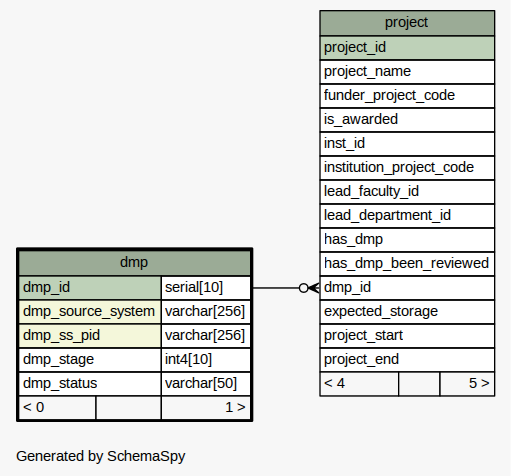 project
project_id
project_name
funder_project_code
is_awarded
inst_id
institution_project_code
lead_faculty_id
lead_department_id
has_dmp
has_dmp_been_reviewed
dmp_id
expected_storage
project_start
project_end
< 4 5 >
dmp
dmp_id serial[10]
dmp_source_system varchar[256]
dmp_ss_pid varchar[256]
dmp_stage int4[10]
dmp_status varchar[50]
< 0 1 >
Generated by SchemaSpy